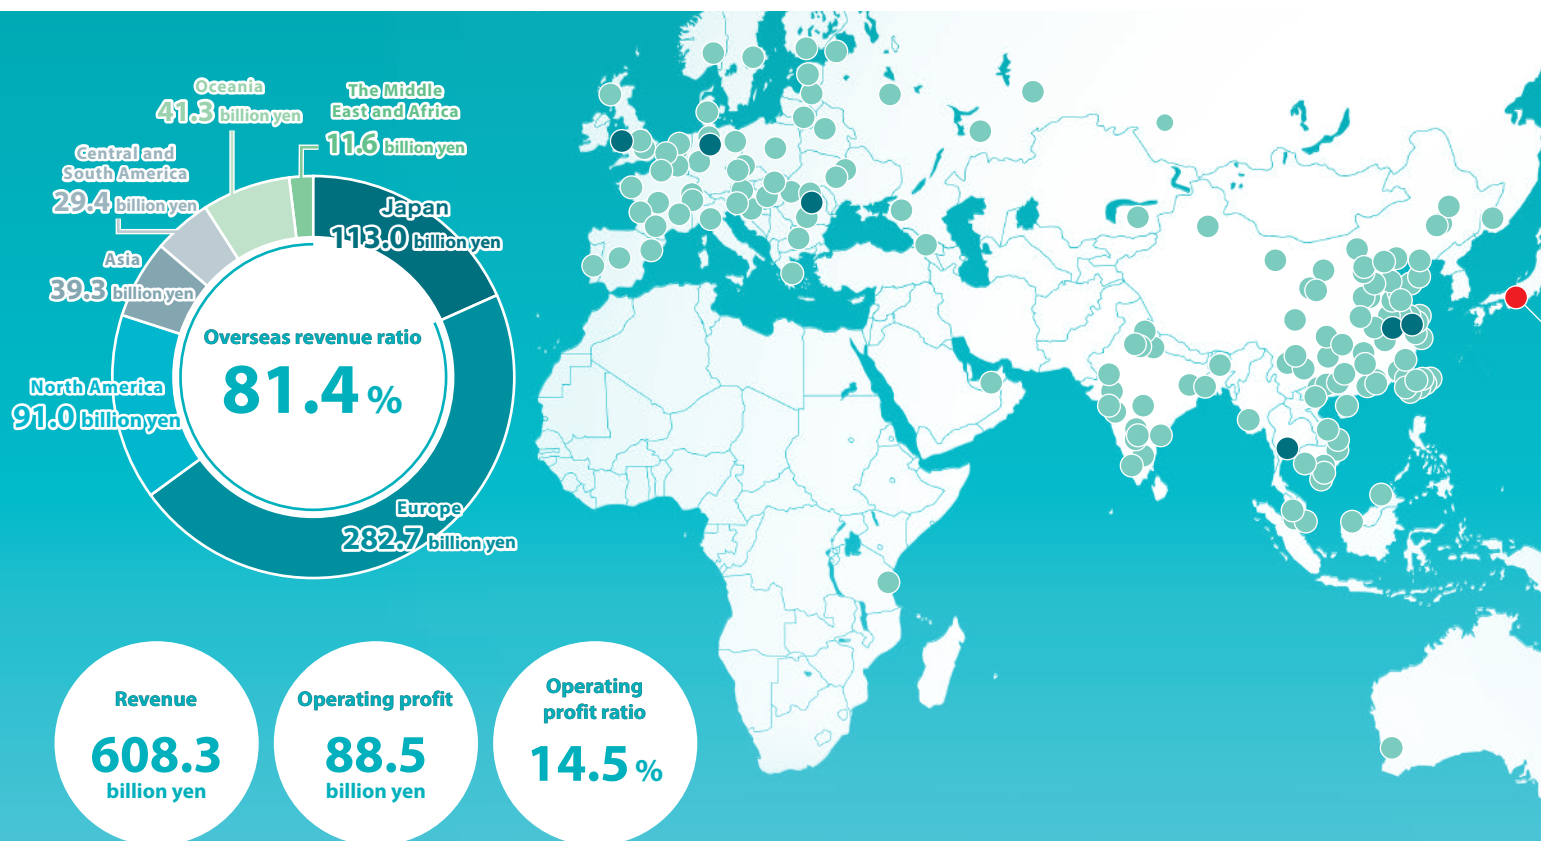 Oceania
41.3 billion yen
The Middle
East and Africa
11.6 billion yen
Central and
South America
29.4 billion yen
Japan
113.0 billion yen
Asia
39.3 billion yen
Overseas revenue ratio
81.4 %
North America
91.0 billion yen
Europe
282.7 billion yen
Revenue
608.3
billion yen
Operating profit
88.5
billion yen
Operating
profit ratio
14.5 %